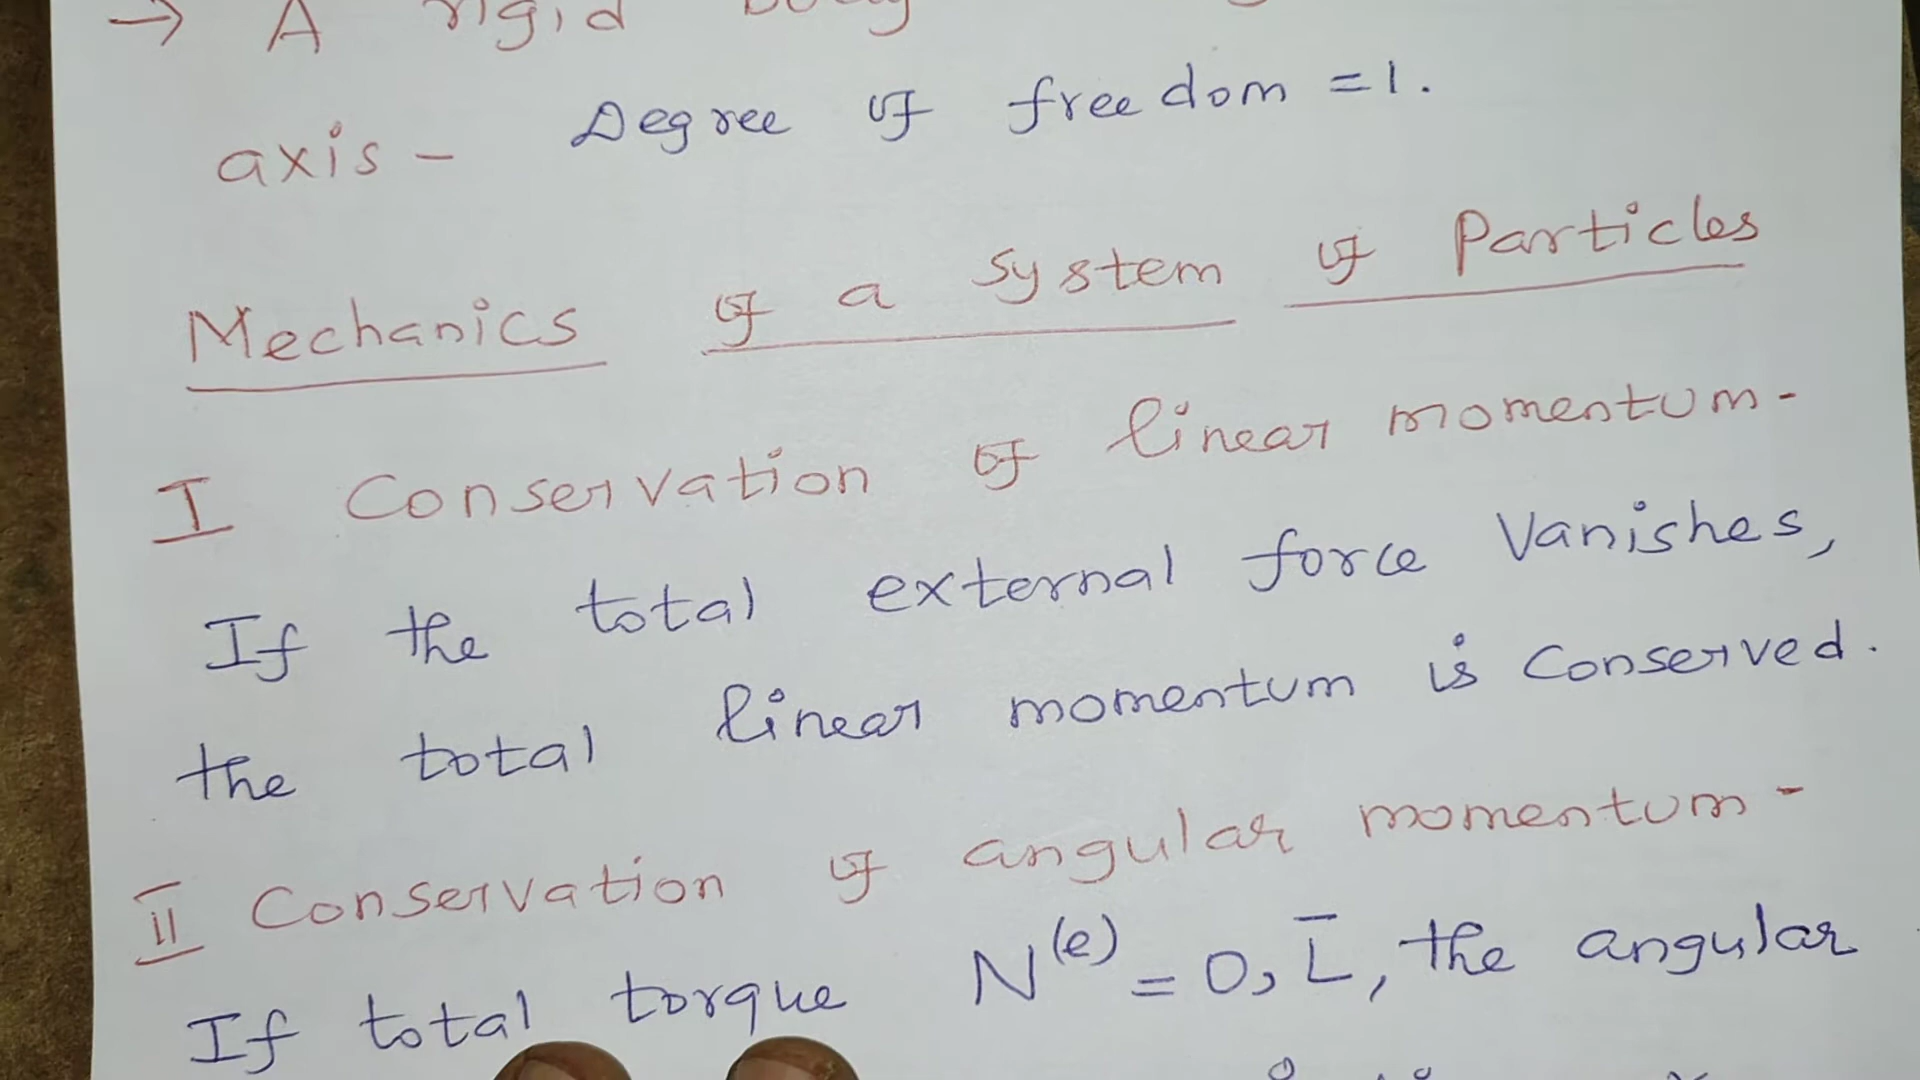 → A rigid body
axis - Degree of freedom = 1.
Mechanics of a system of Particles
I Conservation of linear momentum -
If the total external force Vanishes,
the total linear momentum is Conserved.
II Conservation of angular momentum -
If total torque N^(e) = 0, L̅, the angular